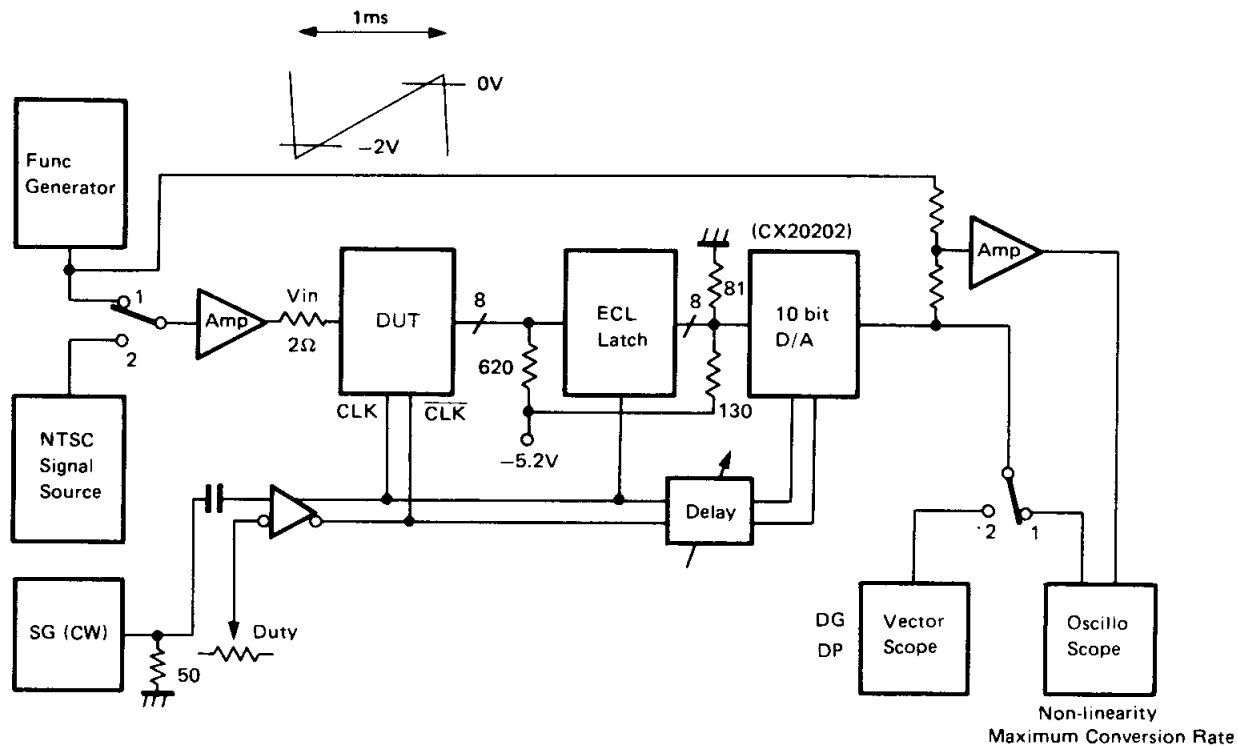 1ms
0V
−2V
Func
Generator
(CX20202)
1
2
Amp
Vin
2Ω
DUT
CLK
C̅L̅K̅
8
620
−5.2V
ECL
Latch
8
81
130
10 bit
D/A
Amp
NTSC
Signal
Source
Delay
2
1
SG (CW)
50
Duty
DG
DP
Vector
Scope
Oscillo
Scope
Non-linearity
Maximum Conversion Rate